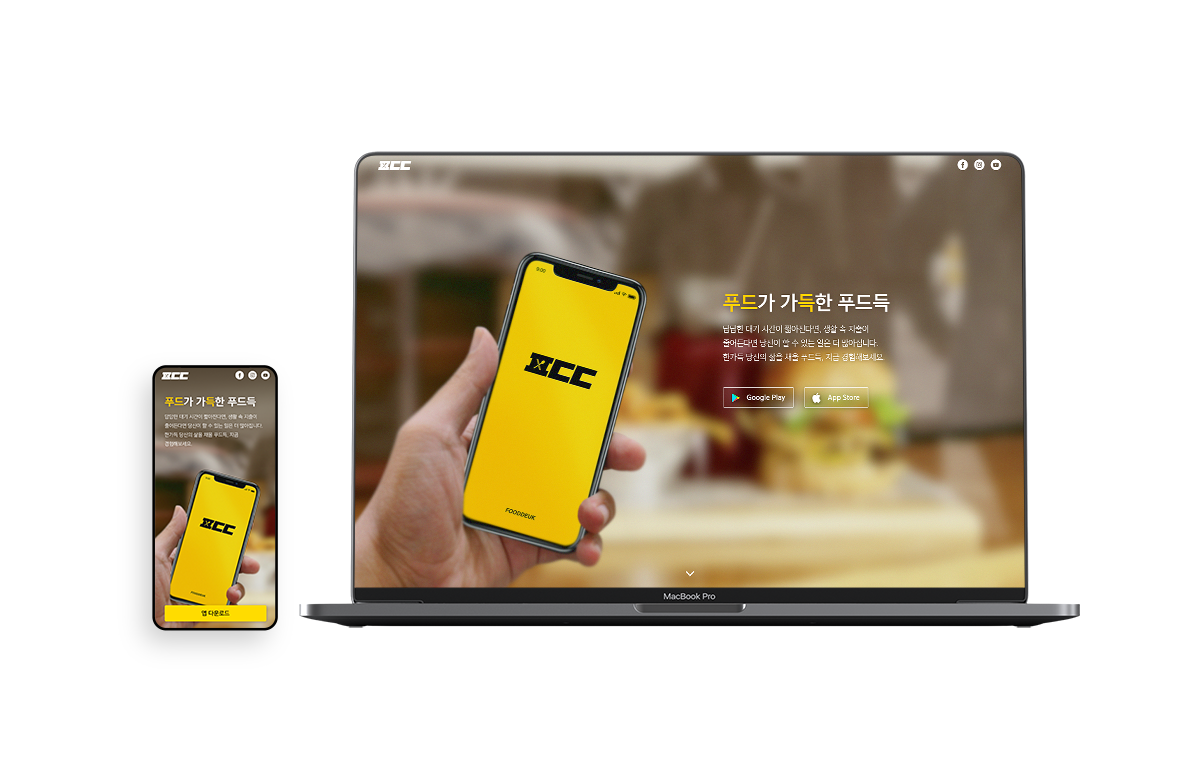 푸드가 가득한 푸드득
답답한 대기 시간이 짧아진다면, 생활 속 지출이
줄어든다면 당신이 할 수 있는 일은 더 많아집니다.
한가득 당신의 삶을 채울 푸드득, 지금
경험해보세요.
FOODDEUK
앱 다운로드
9:00
FOODDEUK
푸드가 가득한 푸드득
답답한 대기 시간이 짧아진다면, 생활 속 지출이
줄어든다면 당신이 할 수 있는 일은 더 많아집니다.
한가득 당신의 삶을 채울 푸드득, 지금 경험해보세요.
Google Play
App Store
MacBook Pro